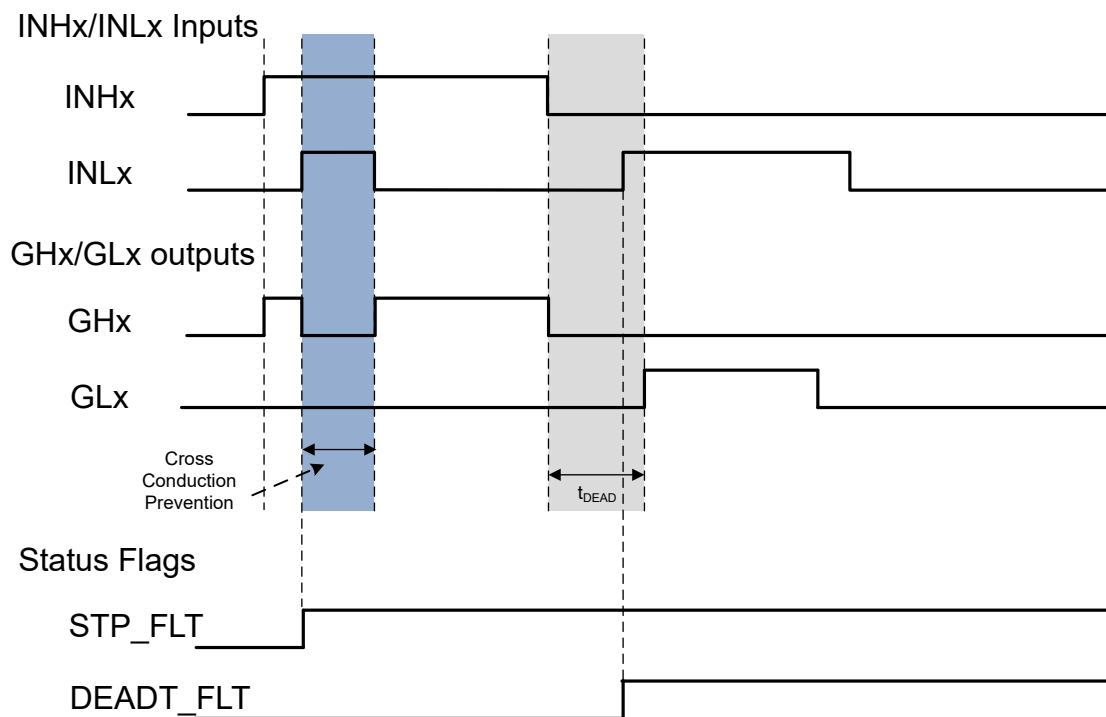 INHx/INLx Inputs
INHx
INLx
GHx/GLx outputs
GHx
GLx
Cross
Conduction
Prevention
tDEAD
Status Flags
STP_FLT
DEADT_FLT